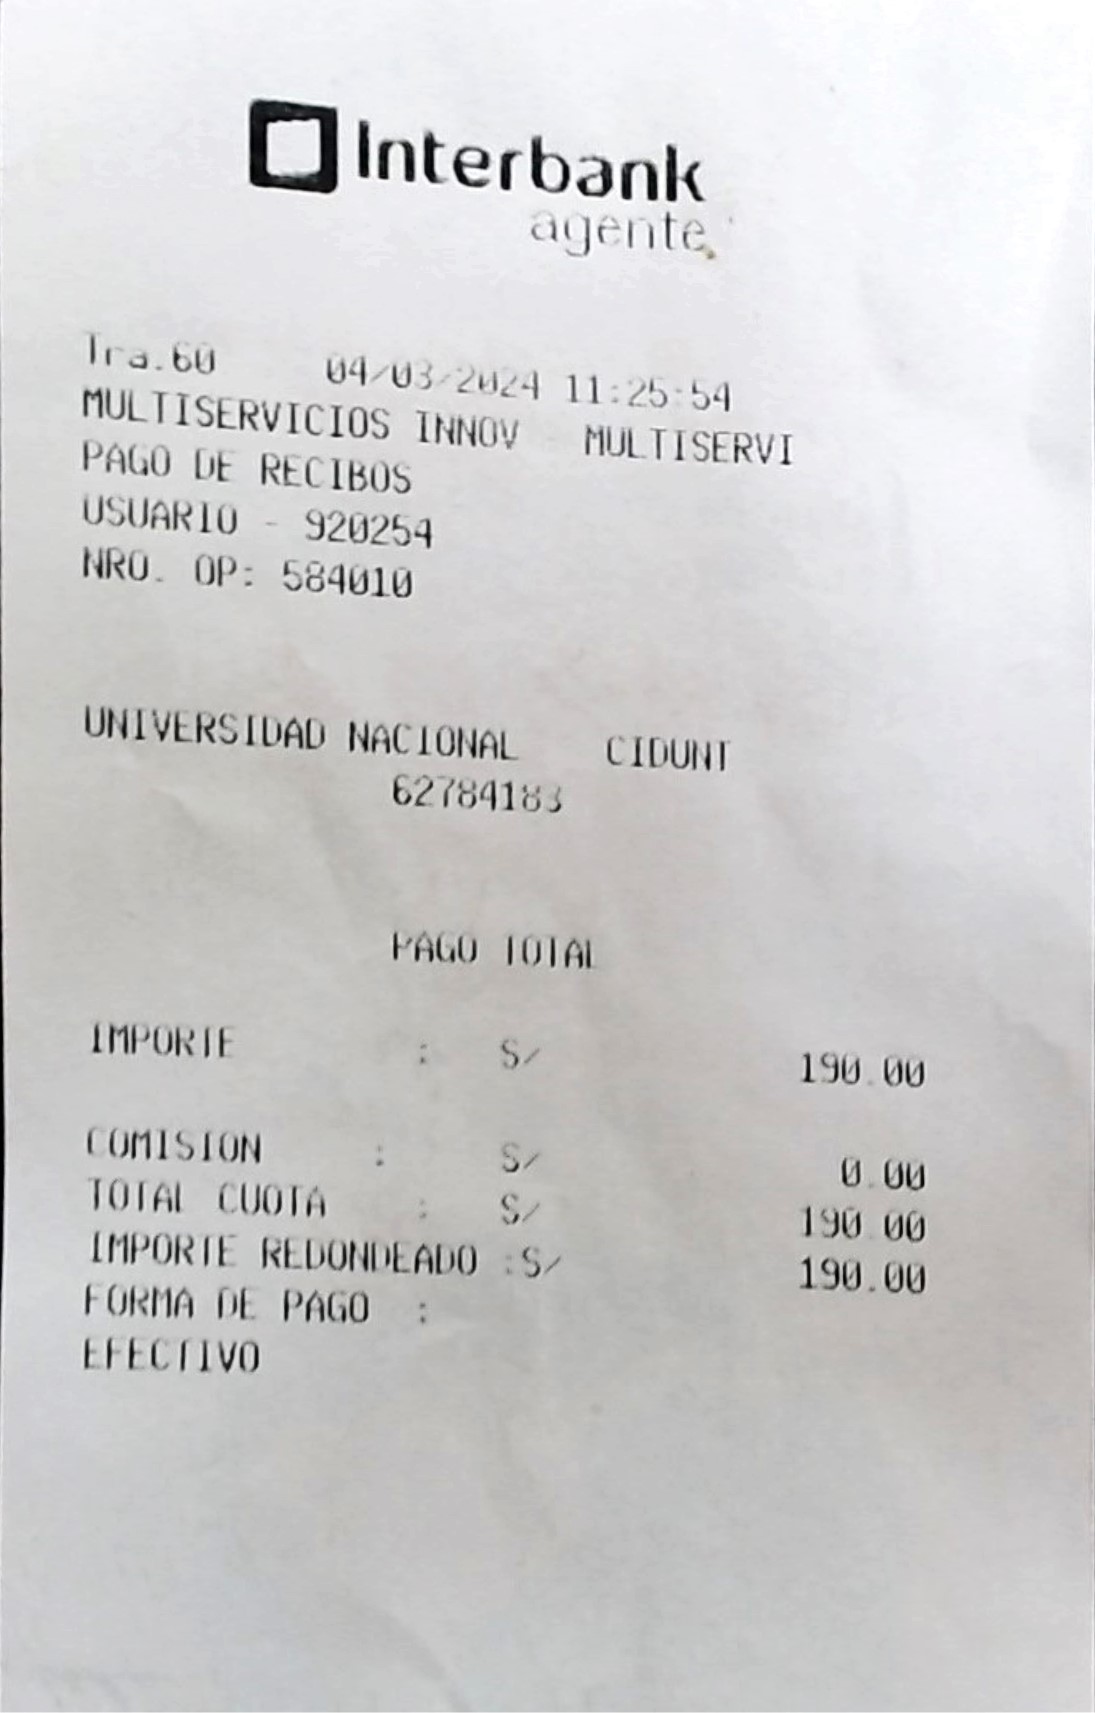 Interbank
agente
Tra.60 04/03/2024 11:25:54
MULTISERVICIOS INNOV MULTISERVI
PAGO DE RECIBOS
USUARIO - 920254
NRO. OP: 584010
UNIVERSIDAD NACIONAL CIDUNT
62784183
PAGO TOTAL
IMPORTE : S/ 190.00
COMISION : S/ 0.00
TOTAL CUOTA : S/ 190.00
IMPORTE REDONDEADO :S/ 190.00
FORMA DE PAGO :
EFECTIVO